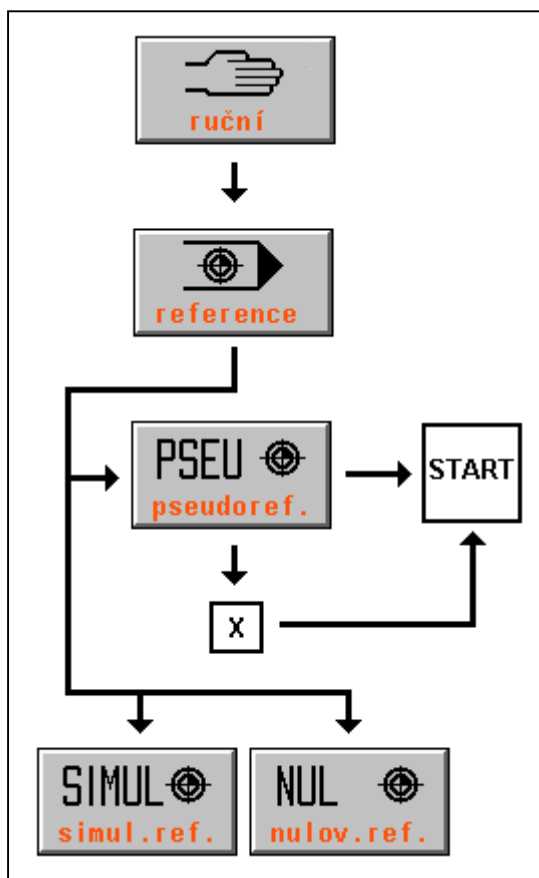 ruční
reference
PSEU
pseudoref.
START
X
SIMUL
simul.ref.
NUL
nulov.ref.